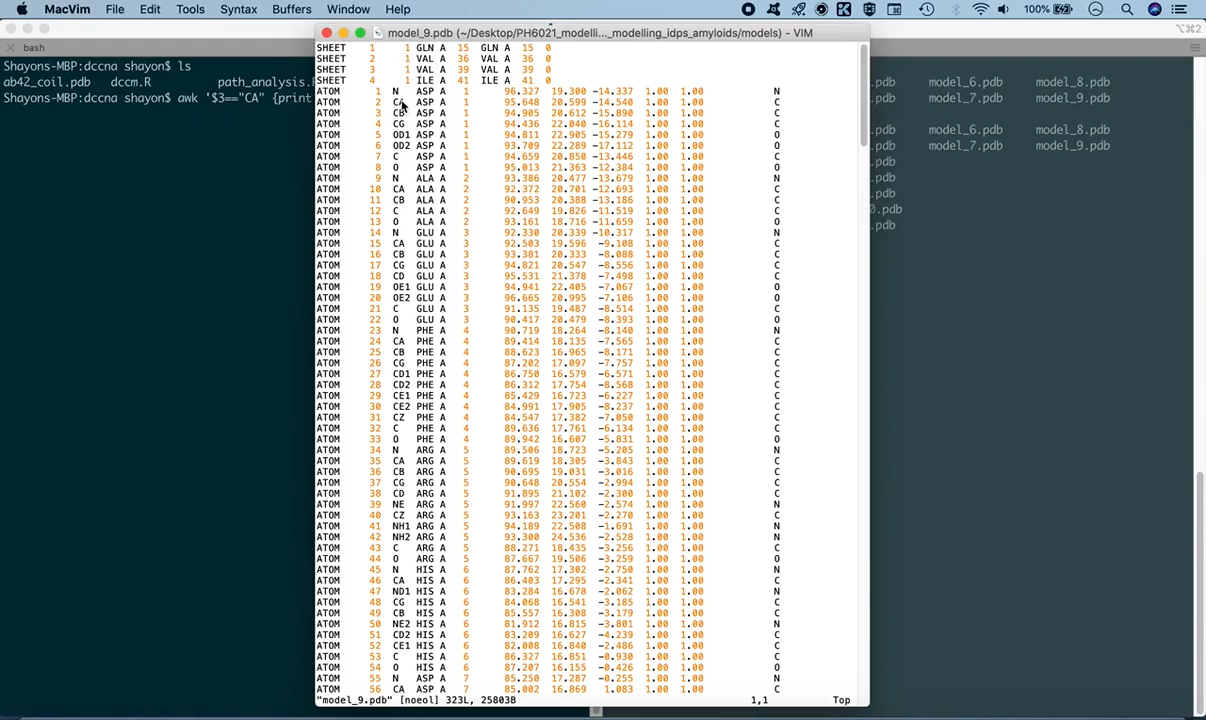 MacVim File Edit Tools Syntax Buffers Window Help 100%
model_9.pdb (~/Desktop/PH6021_modelli..._modelling_idps_amyloids/models) - VIM
bash ⌥⌘2
Shayons-MBP:dccna shayon$ ls
ab42_coil.pdb dccm.R path_analysis.
Shayons-MBP:dccna shayon$ awk '$3=="CA" {print
model_6.pdb model_8.pdb
model_7.pdb model_9.pdb
model_6.pdb model_8.pdb
model_7.pdb model_9.pdb
.pdb
.pdb
.pdb
0.pdb
.pdb
SHEET 1 1 GLN A 15 GLN A 15 0
SHEET 2 1 VAL A 36 VAL A 36 0
SHEET 3 1 VAL A 39 VAL A 39 0
SHEET 4 1 ILE A 41 ILE A 41 0
ATOM 1 N ASP A 1 96.327 19.300 -14.337 1.00 1.00 N
ATOM 2 CA ASP A 1 95.648 20.599 -14.540 1.00 1.00 C
ATOM 3 CB ASP A 1 94.905 20.612 -15.890 1.00 1.00 C
ATOM 4 CG ASP A 1 94.436 22.040 -16.114 1.00 1.00 C
ATOM 5 OD1 ASP A 1 94.811 22.905 -15.279 1.00 1.00 O
ATOM 6 OD2 ASP A 1 93.709 22.289 -17.112 1.00 1.00 O
ATOM 7 C ASP A 1 94.659 20.850 -13.446 1.00 1.00 C
ATOM 8 O ASP A 1 95.013 21.363 -12.384 1.00 1.00 O
ATOM 9 N ALA A 2 93.386 20.477 -13.679 1.00 1.00 N
ATOM 10 CA ALA A 2 92.372 20.701 -12.693 1.00 1.00 C
ATOM 11 CB ALA A 2 90.953 20.388 -13.186 1.00 1.00 C
ATOM 12 C ALA A 2 92.649 19.826 -11.519 1.00 1.00 C
ATOM 13 O ALA A 2 93.161 18.716 -11.659 1.00 1.00 O
ATOM 14 N GLU A 3 92.330 20.339 -10.317 1.00 1.00 N
ATOM 15 CA GLU A 3 92.503 19.596 -9.108 1.00 1.00 C
ATOM 16 CB GLU A 3 93.381 20.333 -8.088 1.00 1.00 C
ATOM 17 CG GLU A 3 94.821 20.547 -8.556 1.00 1.00 C
ATOM 18 CD GLU A 3 95.531 21.378 -7.498 1.00 1.00 C
ATOM 19 OE1 GLU A 3 94.941 22.405 -7.067 1.00 1.00 O
ATOM 20 OE2 GLU A 3 96.665 20.995 -7.106 1.00 1.00 O
ATOM 21 C GLU A 3 91.135 19.487 -8.514 1.00 1.00 C
ATOM 22 O GLU A 3 90.417 20.479 -8.393 1.00 1.00 O
ATOM 23 N PHE A 4 90.719 18.264 -8.140 1.00 1.00 N
ATOM 24 CA PHE A 4 89.414 18.135 -7.565 1.00 1.00 C
ATOM 25 CB PHE A 4 88.623 16.965 -8.171 1.00 1.00 C
ATOM 26 CG PHE A 4 87.202 17.097 -7.757 1.00 1.00 C
ATOM 27 CD1 PHE A 4 86.750 16.579 -6.571 1.00 1.00 C
ATOM 28 CD2 PHE A 4 86.312 17.754 -8.568 1.00 1.00 C
ATOM 29 CE1 PHE A 4 85.429 16.723 -6.227 1.00 1.00 C
ATOM 30 CE2 PHE A 4 84.991 17.905 -8.237 1.00 1.00 C
ATOM 31 CZ PHE A 4 84.547 17.382 -7.050 1.00 1.00 C
ATOM 32 C PHE A 4 89.636 17.761 -6.134 1.00 1.00 C
ATOM 33 O PHE A 4 89.942 16.607 -5.831 1.00 1.00 O
ATOM 34 N ARG A 5 89.506 18.723 -5.205 1.00 1.00 N
ATOM 35 CA ARG A 5 89.619 18.305 -3.843 1.00 1.00 C
ATOM 36 CB ARG A 5 90.695 19.031 -3.016 1.00 1.00 C
ATOM 37 CG ARG A 5 90.648 20.554 -2.994 1.00 1.00 C
ATOM 38 CD ARG A 5 91.895 21.102 -2.300 1.00 1.00 C
ATOM 39 NE ARG A 5 91.997 22.560 -2.574 1.00 1.00 N
ATOM 40 CZ ARG A 5 93.163 23.201 -2.270 1.00 1.00 C
ATOM 41 NH1 ARG A 5 94.189 22.508 -1.691 1.00 1.00 N
ATOM 42 NH2 ARG A 5 93.300 24.536 -2.528 1.00 1.00 N
ATOM 43 C ARG A 5 88.271 18.435 -3.256 1.00 1.00 C
ATOM 44 O ARG A 5 87.667 19.506 -3.259 1.00 1.00 O
ATOM 45 N HIS A 6 87.762 17.302 -2.750 1.00 1.00 N
ATOM 46 CA HIS A 6 86.403 17.295 -2.341 1.00 1.00 C
ATOM 47 ND1 HIS A 6 83.284 16.678 -2.062 1.00 1.00 N
ATOM 48 CG HIS A 6 84.068 16.541 -3.185 1.00 1.00 C
ATOM 49 CB HIS A 6 85.557 16.308 -3.179 1.00 1.00 C
ATOM 50 NE2 HIS A 6 81.912 16.815 -3.801 1.00 1.00 N
ATOM 51 CD2 HIS A 6 83.209 16.627 -4.239 1.00 1.00 C
ATOM 52 CE1 HIS A 6 82.008 16.840 -2.486 1.00 1.00 C
ATOM 53 C HIS A 6 86.327 16.851 -0.930 1.00 1.00 C
ATOM 54 O HIS A 6 87.207 16.155 -0.426 1.00 1.00 O
ATOM 55 N ASP A 7 85.250 17.287 -0.255 1.00 1.00 N
ATOM 56 CA ASP A 7 85.002 16.869 1.083 1.00 1.00 C
"model_9.pdb" [noeol] 323L, 25803B 1,1 Top